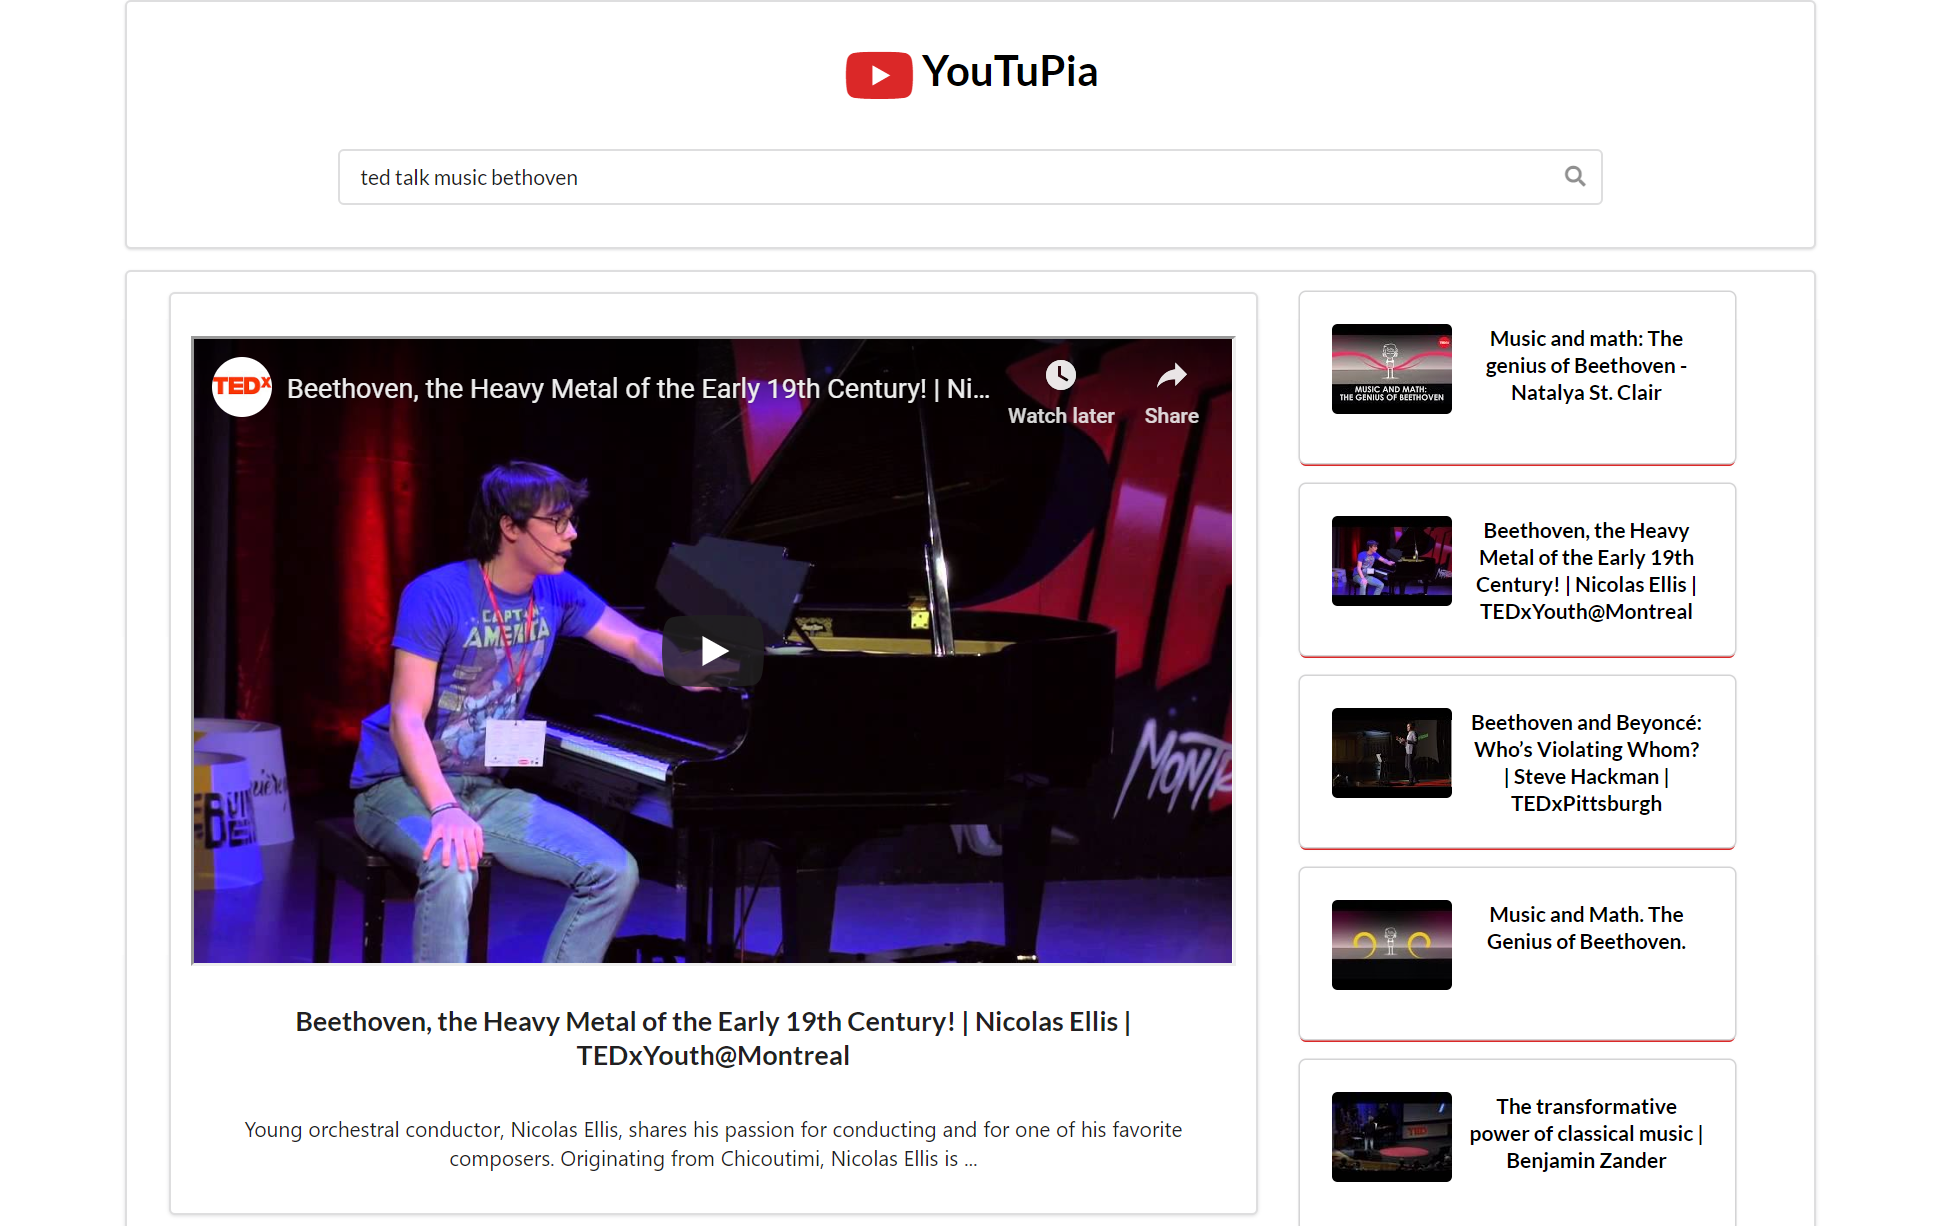 YouTuPia
ted talk music bethoven
TEDx
Beethoven, the Heavy Metal of the Early 19th Century! | Ni...
Watch later
Share
CAPTAIN
AMERICA
MONTR
Beethoven, the Heavy Metal of the Early 19th Century! | Nicolas Ellis |
TEDxYouth@Montreal
Young orchestral conductor, Nicolas Ellis, shares his passion for conducting and for one of his favorite
composers. Originating from Chicoutimi, Nicolas Ellis is ...
MUSIC AND MATH:
THE GENIUS OF BEETHOVEN
Music and math: The
genius of Beethoven -
Natalya St. Clair
Beethoven, the Heavy
Metal of the Early 19th
Century! | Nicolas Ellis |
TEDxYouth@Montreal
Beethoven and Beyoncé:
Who’s Violating Whom?
| Steve Hackman |
TEDxPittsburgh
Music and Math. The
Genius of Beethoven.
TED
The transformative
power of classical music |
Benjamin Zander